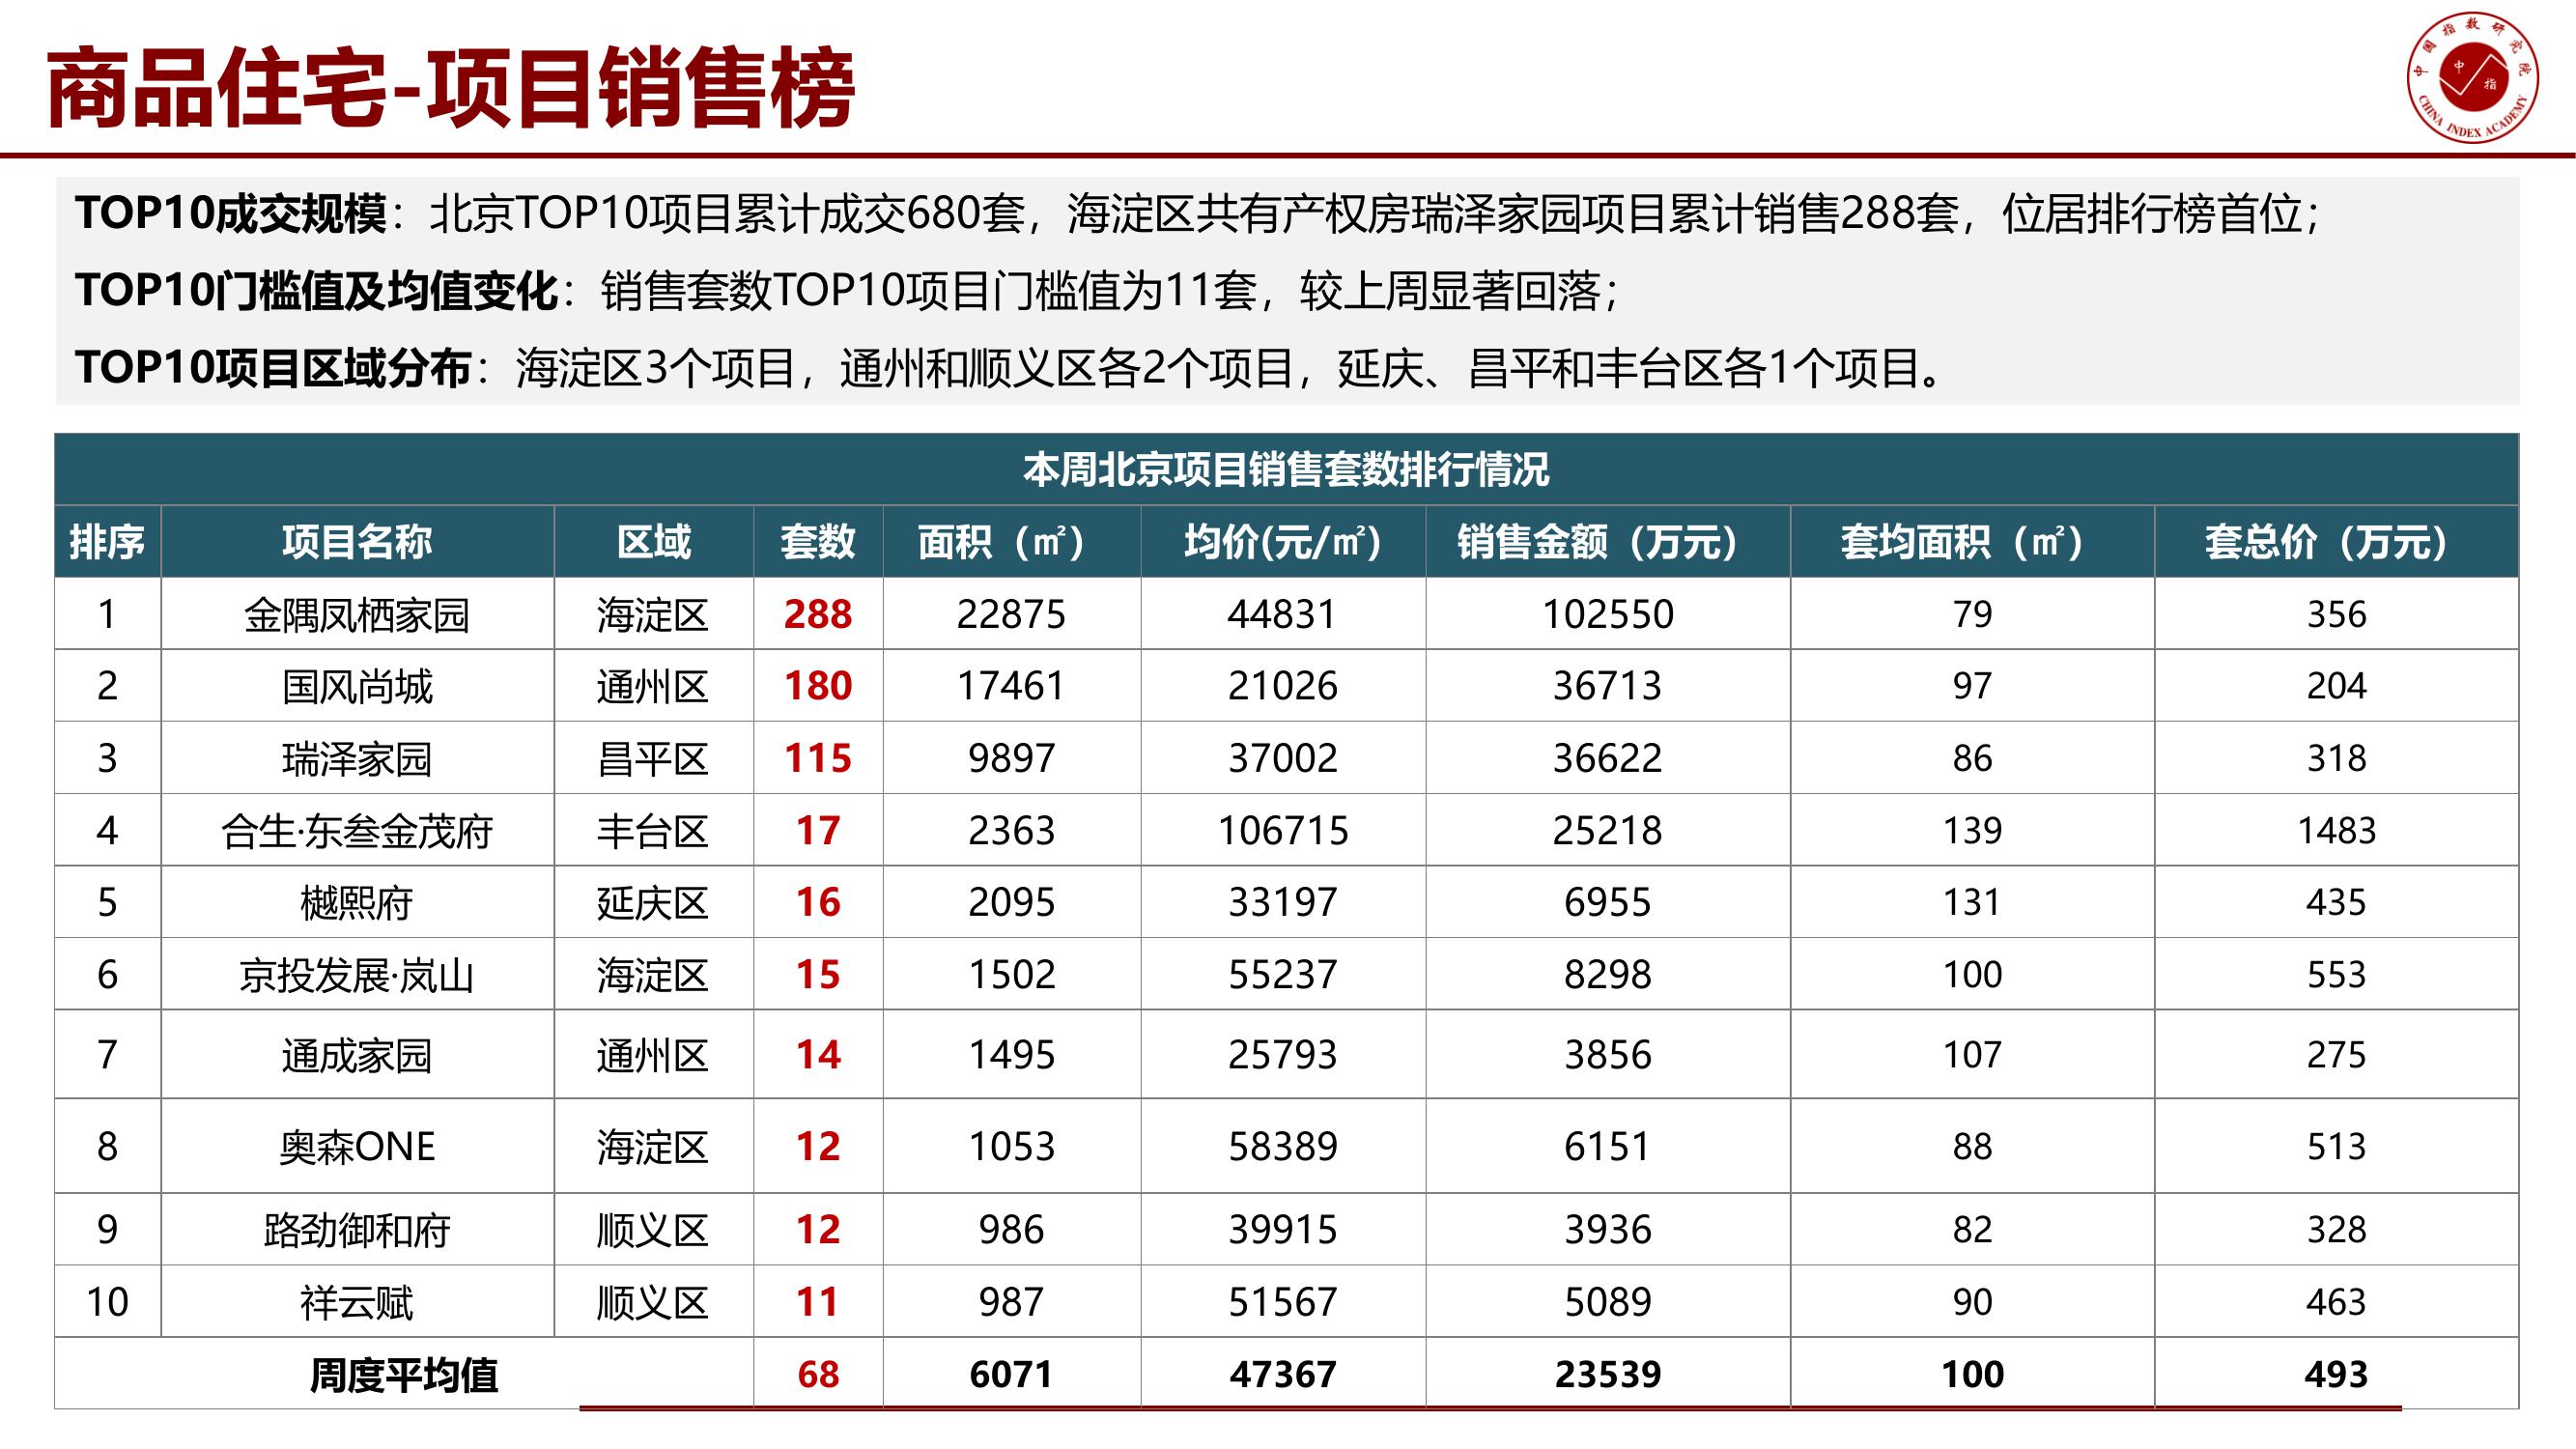 商品住宅-项目销售榜
中国指数研究院
中指
CHINA INDEX ACADEMY
TOP10成交规模：北京TOP10项目累计成交680套，海淀区共有产权房瑞泽家园项目累计销售288套，位居排行榜首位；
TOP10门槛值及均值变化：销售套数TOP10项目门槛值为11套，较上周显著回落；
TOP10项目区域分布：海淀区3个项目，通州和顺义区各2个项目，延庆、昌平和丰台区各1个项目。
本周北京项目销售套数排行情况
排序 项目名称 区域 套数 面积（㎡） 均价(元/㎡) 销售金额（万元） 套均面积（㎡） 套总价（万元）
1 金隅凤栖家园 海淀区 288 22875 44831 102550 79 356
2 国风尚城 通州区 180 17461 21026 36713 97 204
3 瑞泽家园 昌平区 115 9897 37002 36622 86 318
4 合生·东叁金茂府 丰台区 17 2363 106715 25218 139 1483
5 樾熙府 延庆区 16 2095 33197 6955 131 435
6 京投发展·岚山 海淀区 15 1502 55237 8298 100 553
7 通成家园 通州区 14 1495 25793 3856 107 275
8 奥森ONE 海淀区 12 1053 58389 6151 88 513
9 路劲御和府 顺义区 12 986 39915 3936 82 328
10 祥云赋 顺义区 11 987 51567 5089 90 463
周度平均值 68 6071 47367 23539 100 493